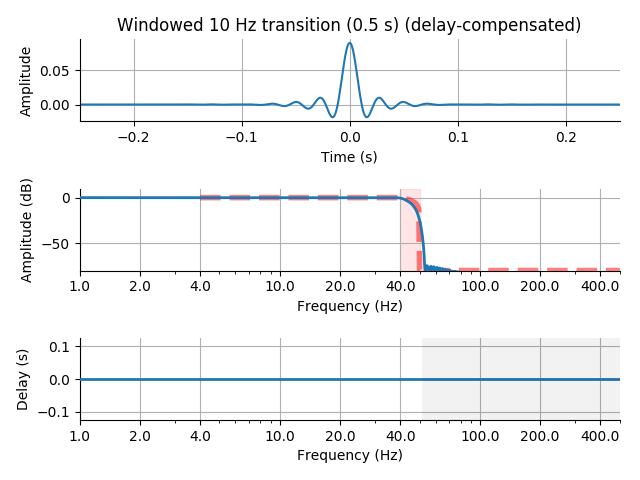 Windowed 10 Hz transition (0.5 s) (delay-compensated)
Amplitude
0.05
0.00
−0.2 −0.1 0.0 0.1 0.2
Time (s)
Amplitude (dB)
0
−50
1.0 2.0 4.0 10.0 20.0 40.0 100.0 200.0 400.0
Frequency (Hz)
Delay (s)
0.1
0.0
−0.1
1.0 2.0 4.0 10.0 20.0 40.0 100.0 200.0 400.0
Frequency (Hz)